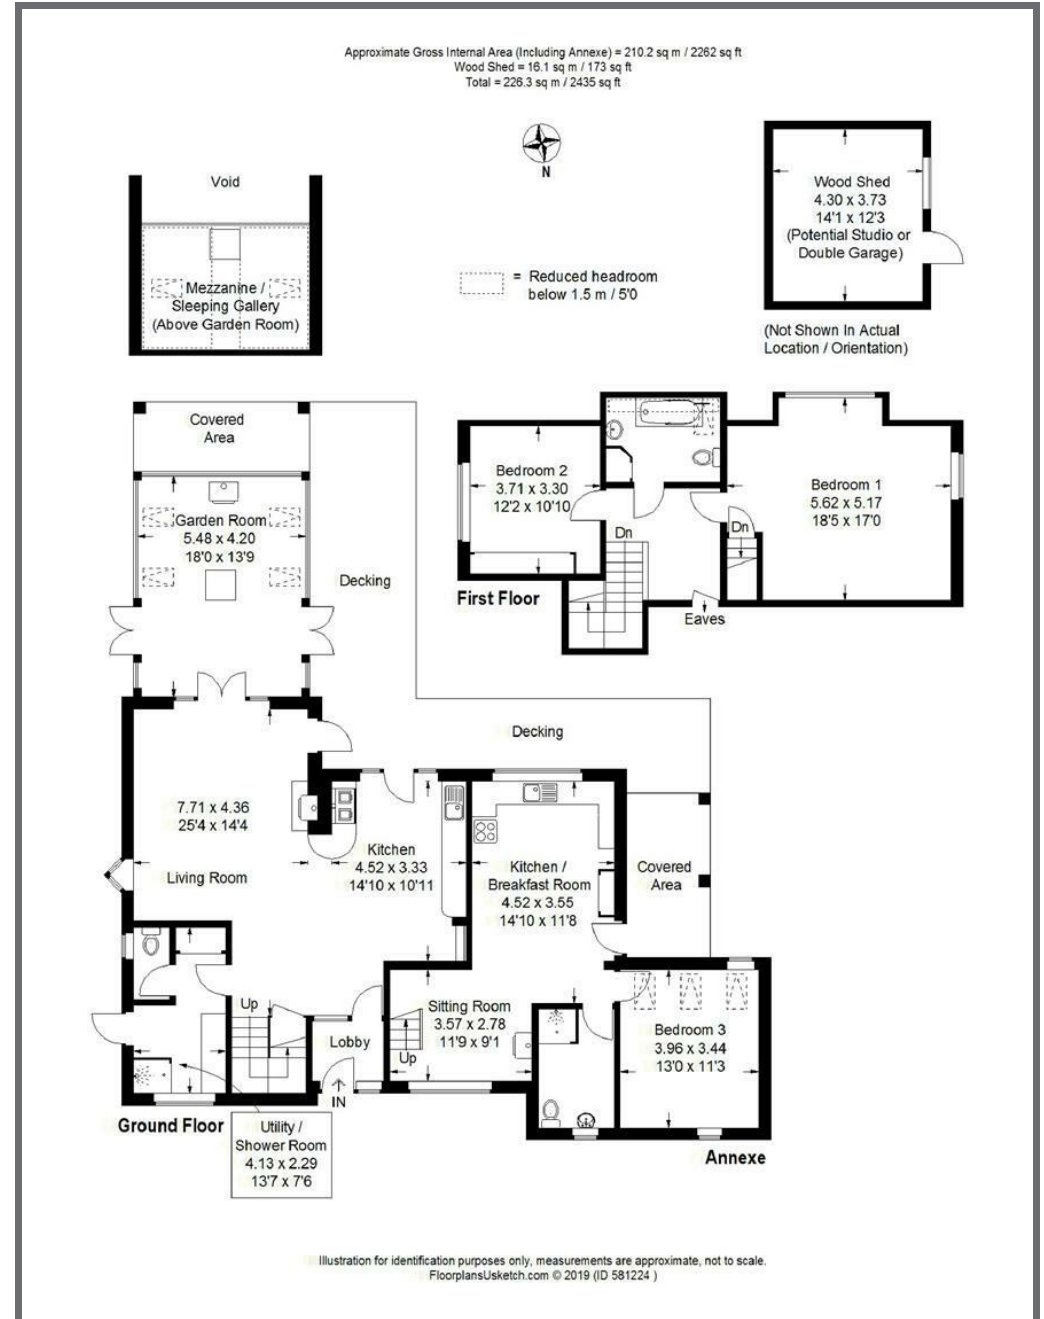 Approximate Gross Internal Area (Including Annexe) = 210.2 sq m / 2262 sq ft
Wood Shed = 16.1 sq m / 173 sq ft
Total = 226.3 sq m / 2435 sq ft
N
Void
Mezzanine /
Sleeping Gallery
(Above Garden Room)
= Reduced headroom
below 1.5 m / 5'0
Wood Shed
4.30 x 3.73
14'1 x 12'3
(Potential Studio or
Double Garage)
(Not Shown In Actual
Location / Orientation)
Covered
Area
Garden Room
5.48 x 4.20
18'0 x 13'9
Decking
Bedroom 2
3.71 x 3.30
12'2 x 10'10
Dn
First Floor
Bedroom 1
5.62 x 5.17
18'5 x 17'0
Dn
Eaves
Decking
7.71 x 4.36
25'4 x 14'4
Living Room
Kitchen
4.52 x 3.33
14'10 x 10'11
Kitchen /
Breakfast Room
4.52 x 3.55
14'10 x 11'8
Covered
Area
Up
Lobby
IN
Sitting Room
3.57 x 2.78
11'9 x 9'1
Up
Bedroom 3
3.96 x 3.44
13'0 x 11'3
Ground Floor
Utility /
Shower Room
4.13 x 2.29
13'7 x 7'6
Annexe
Illustration for identification purposes only, measurements are approximate, not to scale.
FloorplansUsketch.com © 2019 (ID 581224 )